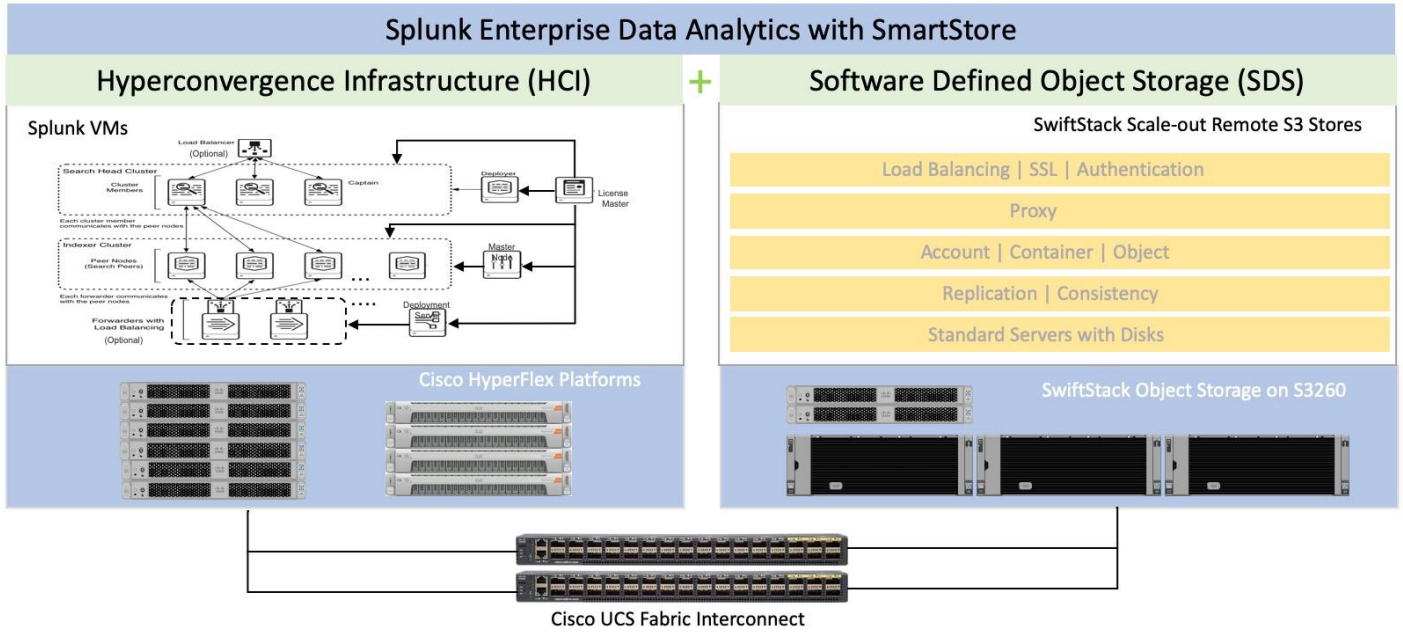 Splunk Enterprise Data Analytics with SmartStore
Hyperconvergence Infrastructure (HCI)
+
Software Defined Object Storage (SDS)
Splunk VMs
Load Balancer
(Optional)
Search Head Cluster
Cluster
Members
Captain
Deployer
License
Master
Each cluster member
communicates with the peer nodes
Indexer Cluster
Peer Nodes
(Search Peers)
Master
Node
Each forwarder communicates
with the peer nodes
Forwarders with
Load Balancing
(Optional)
Deployment
Server
SwiftStack Scale-out Remote S3 Stores
Load Balancing | SSL | Authentication
Proxy
Account | Container | Object
Replication | Consistency
Standard Servers with Disks
Cisco HyperFlex Platforms
SwiftStack Object Storage on S3260
Cisco UCS Fabric Interconnect